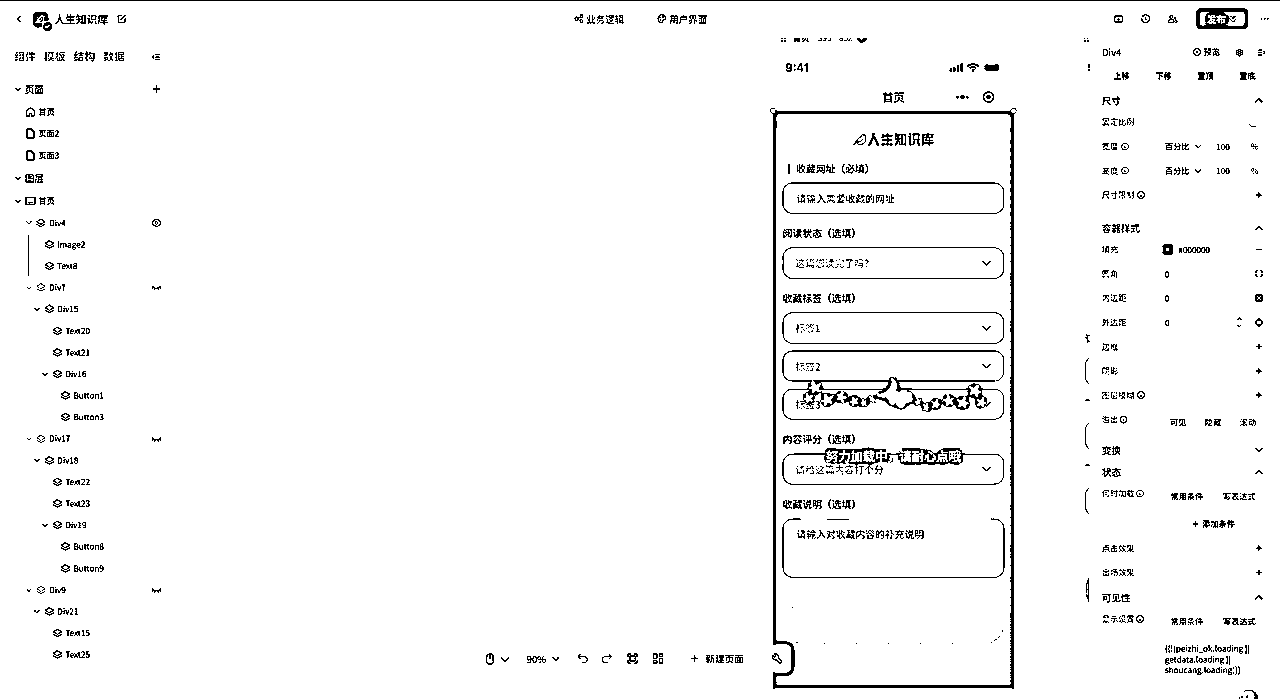 人生知识库
业务逻辑
用户界面
发布
组件 模板 结构 数据
页面
首页
页面2
页面3
图层
首页
Div4
Image2
Text8
Div7
Div15
Text20
Text21
Div16
Button1
Button3
Div17
Div18
Text22
Text23
Div19
Button8
Button9
Div9
Div21
Text15
Text25
9:41
首页
人生知识库
收藏网址（必填）
请输入需要收藏的网址
阅读状态（选填）
这篇您读完了吗？
收藏标签（选填）
标签1
标签2
标签3
内容评分（选填）
努力加载中，请耐心点哦
请给这篇内容打个分
收藏说明（选填）
请输入对收藏内容的补充说明
90%
新建页面
Div4
预览
上移 下移 置顶 置底
尺寸
固定比例
宽度 百分比 100 %
高度 百分比 100 %
尺寸限制
容器样式
填充 #000000
圆角 0
内边距 0
外边距 0
边框
阴影
图层模糊
溢出 可见 隐藏 滚动
变换
状态
何时加载 常用条件 写表达式
添加条件
点击效果
出场效果
可见性
显示设置 常用条件 写表达式
{{!(peizhi_ok.loading ||
getdata.loading ||
shoucang.loading)}}